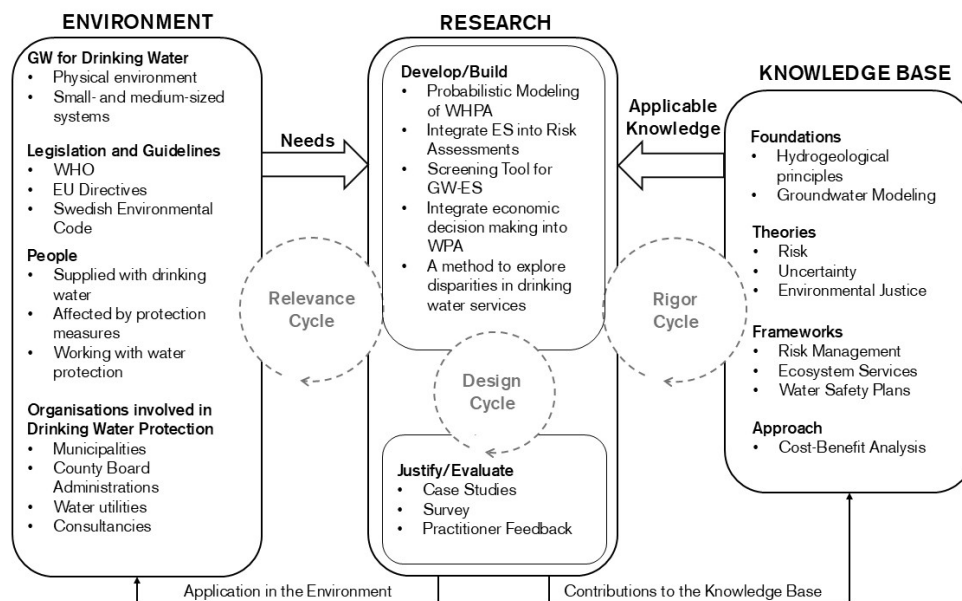 ENVIRONMENT
GW for Drinking Water
• Physical environment
• Small- and medium-sized
systems
Legislation and Guidelines
• WHO
• EU Directives
• Swedish Environmental
Code
People
• Supplied with drinking
water
• Affected by protection
measures
• Working with water
protection
Organisations involved in
Drinking Water Protection
• Municipalities
• County Board
Administrations
• Water utilities
• Consultancies
Needs
Relevance
Cycle
RESEARCH
Develop/Build
• Probabilistic Modeling
of WHPA
• Integrate ES into Risk
Assessments
• Screening Tool for
GW-ES
• Integrate economic
decision making into
WPA
• A method to explore
disparities in drinking
water services
Design
Cycle
Justify/Evaluate
• Case Studies
• Survey
• Practitioner Feedback
Applicable
Knowledge
Rigor
Cycle
KNOWLEDGE BASE
Foundations
• Hydrogeological
principles
• Groundwater Modeling
Theories
• Risk
• Uncertainty
• Environmental Justice
Frameworks
• Risk Management
• Ecosystem Services
• Water Safety Plans
Approach
• Cost-Benefit Analysis
Application in the Environment
Contributions to the Knowledge Base